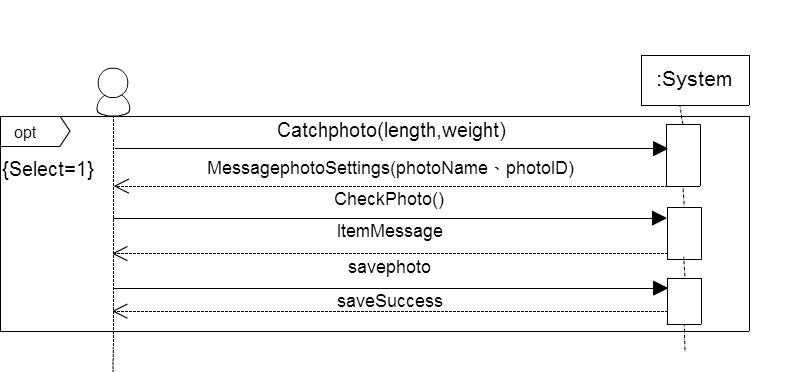 :System
opt
Catchphoto(length,weight)
{Select=1}
MessagephotoSettings(photoName、photoID)
CheckPhoto()
ItemMessage
savephoto
saveSuccess